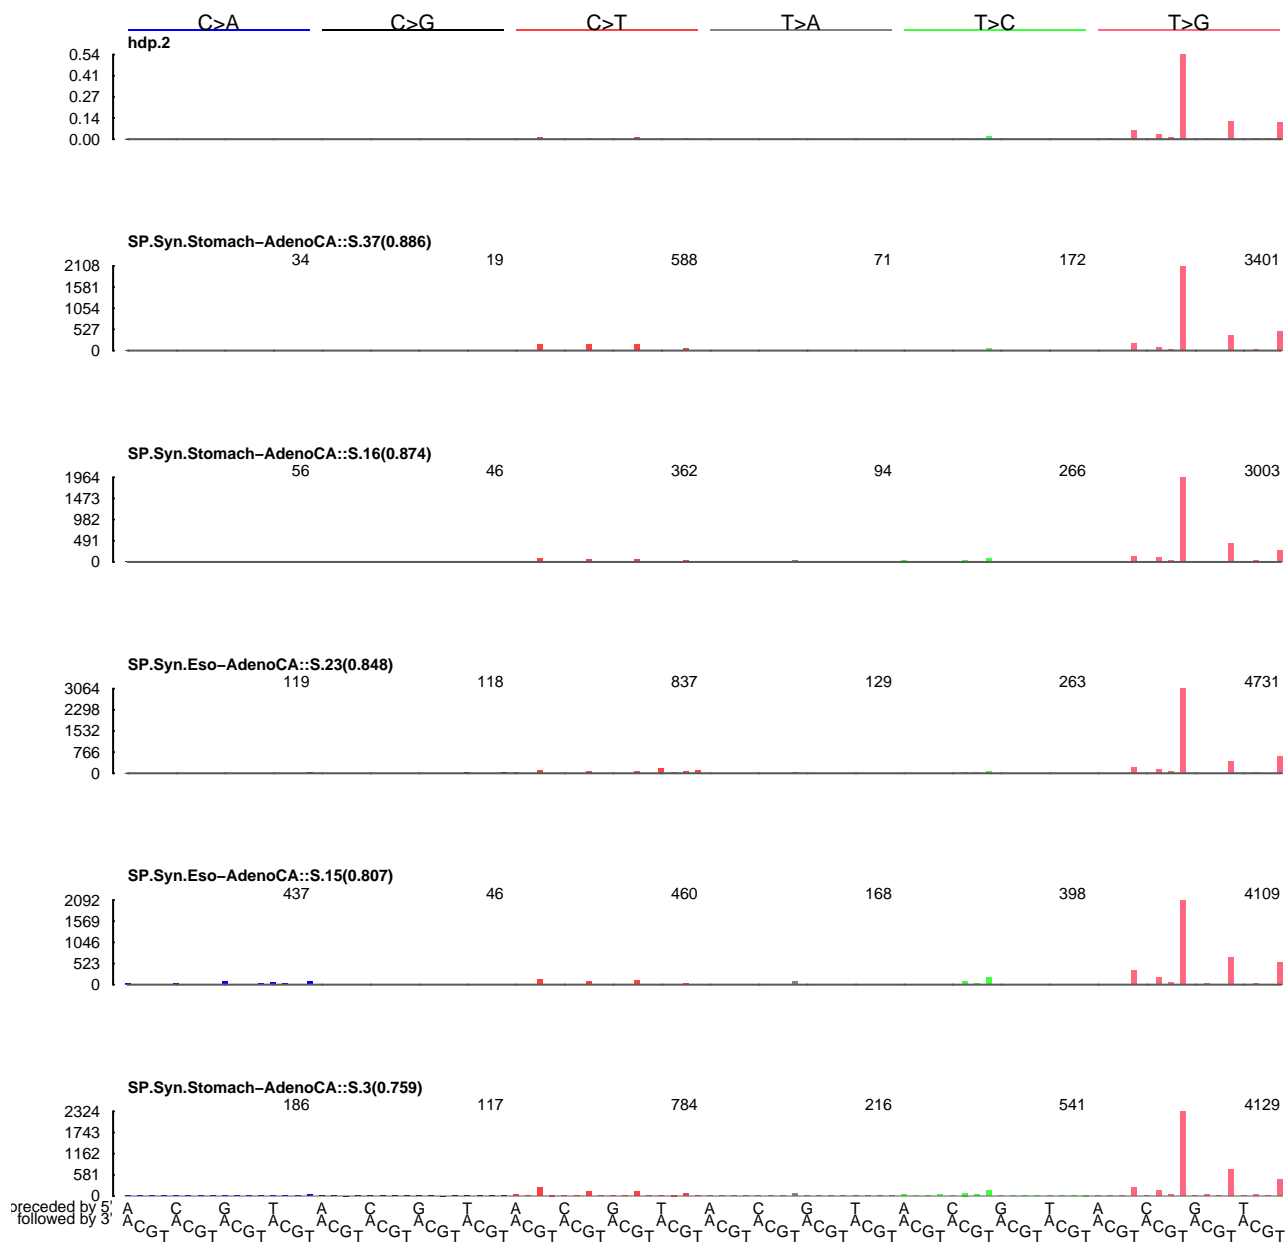 C>A C>G C>T T>A T>C T>G
hdp.2
0.54
0.41
0.27
0.14
0.00
SP.Syn.Stomach−AdenoCA::S.37(0.886)
34 19 588 71 172 3401
2108
1581
1054
527
0
SP.Syn.Stomach−AdenoCA::S.16(0.874)
56 46 362 94 266 3003
1964
1473
982
491
0
SP.Syn.Eso−AdenoCA::S.23(0.848)
119 118 837 129 263 4731
3064
2298
1532
766
0
SP.Syn.Eso−AdenoCA::S.15(0.807)
437 46 460 168 398 4109
2092
1569
1046
523
0
SP.Syn.Stomach−AdenoCA::S.3(0.759)
186 117 784 216 541 4129
2324
1743
1162
581
0
preceded by 5' A C G T A C G T A C G T A C G T A C G T A C G T
followed by 3' A C G T A C G T A C G T A C G T A C G T A C G T A C G T A C G T A C G T A C G T A C G T A C G T A C G T A C G T A C G T A C G T A C G T A C G T A C G T A C G T A C G T A C G T A C G T A C G T